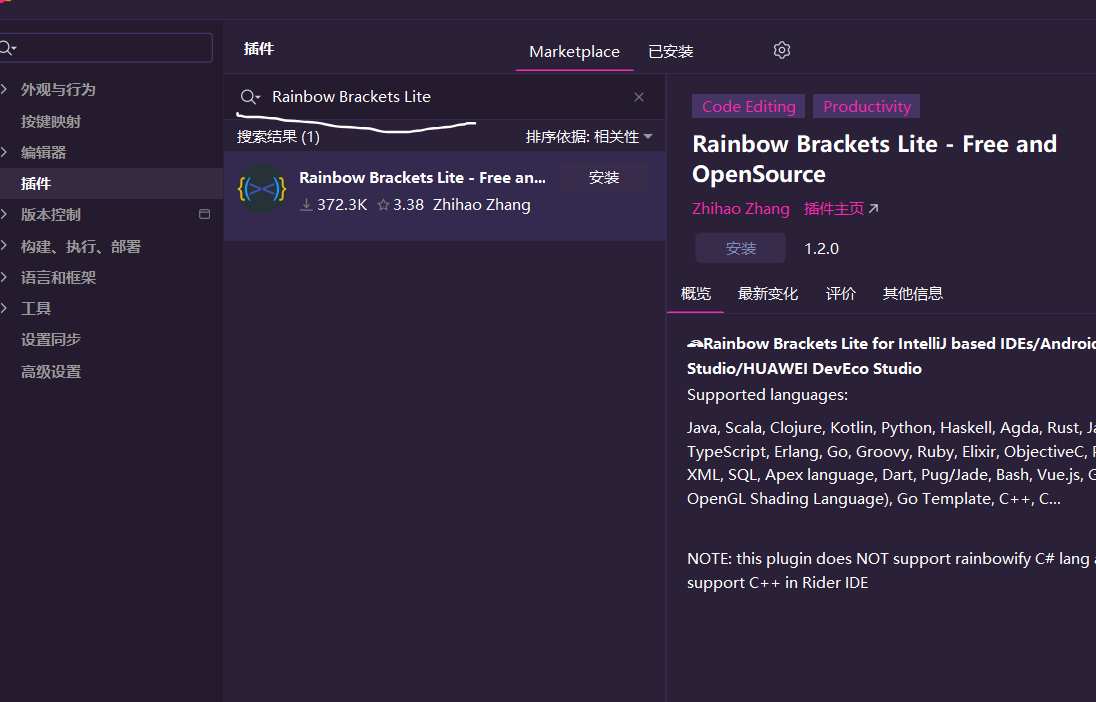 插件
Marketplace
已安装
外观与行为
按键映射
编辑器
插件
版本控制
构建、执行、部署
语言和框架
工具
设置同步
高级设置
Rainbow Brackets Lite
搜索结果 (1)
排序依据: 相关性
Rainbow Brackets Lite - Free an...
安装
372.3K
3.38
Zhihao Zhang
Code Editing
Productivity
Rainbow Brackets Lite - Free and
OpenSource
Zhihao Zhang
插件主页
安装
1.2.0
概览
最新变化
评价
其他信息
Rainbow Brackets Lite for IntelliJ based IDEs/Android
Studio/HUAWEI DevEco Studio
Supported languages:
Java, Scala, Clojure, Kotlin, Python, Haskell, Agda, Rust,
TypeScript, Erlang, Go, Groovy, Ruby, Elixir, ObjectiveC,
XML, SQL, Apex language, Dart, Pug/Jade, Bash, Vue.js,
OpenGL Shading Language), Go Template, C++, C...
NOTE: this plugin does NOT support rainbowify C# lang
support C++ in Rider IDE